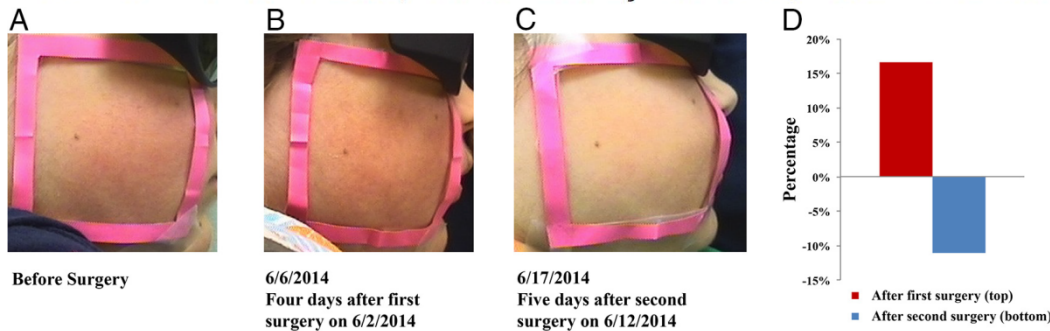 A
B
C
D
Before Surgery
6/6/2014
Four days after first
surgery on 6/2/2014
6/17/2014
Five days after second
surgery on 6/12/2014
Percentage
20%
15%
10%
5%
0%
-5%
-10%
-15%
After first surgery (top)
After second surgery (bottom)